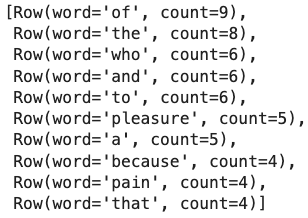 [Row(word='of', count=9),
Row(word='the', count=8),
Row(word='who', count=6),
Row(word='and', count=6),
Row(word='to', count=6),
Row(word='pleasure', count=5),
Row(word='a', count=5),
Row(word='because', count=4),
Row(word='pain', count=4),
Row(word='that', count=4)]